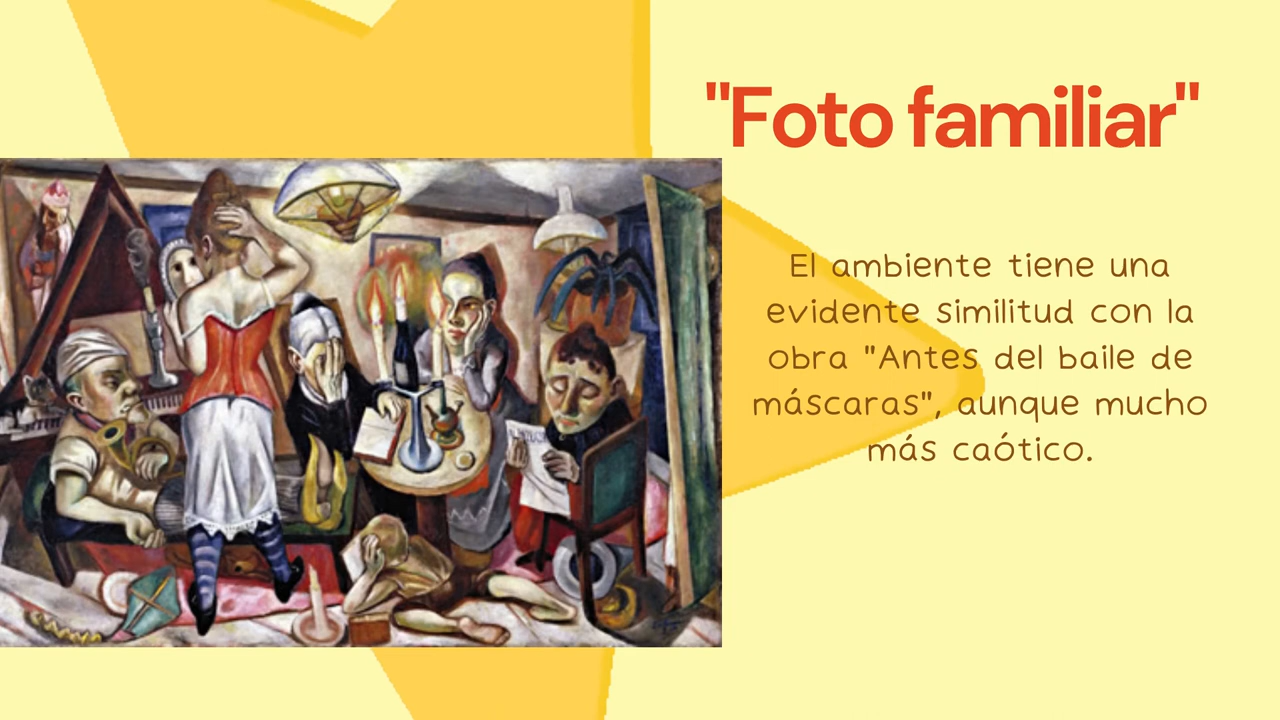 "Foto familiar"
El ambiente tiene una
evidente similitud con la
obra "Antes del baile de
máscaras", aunque mucho
más caótico.